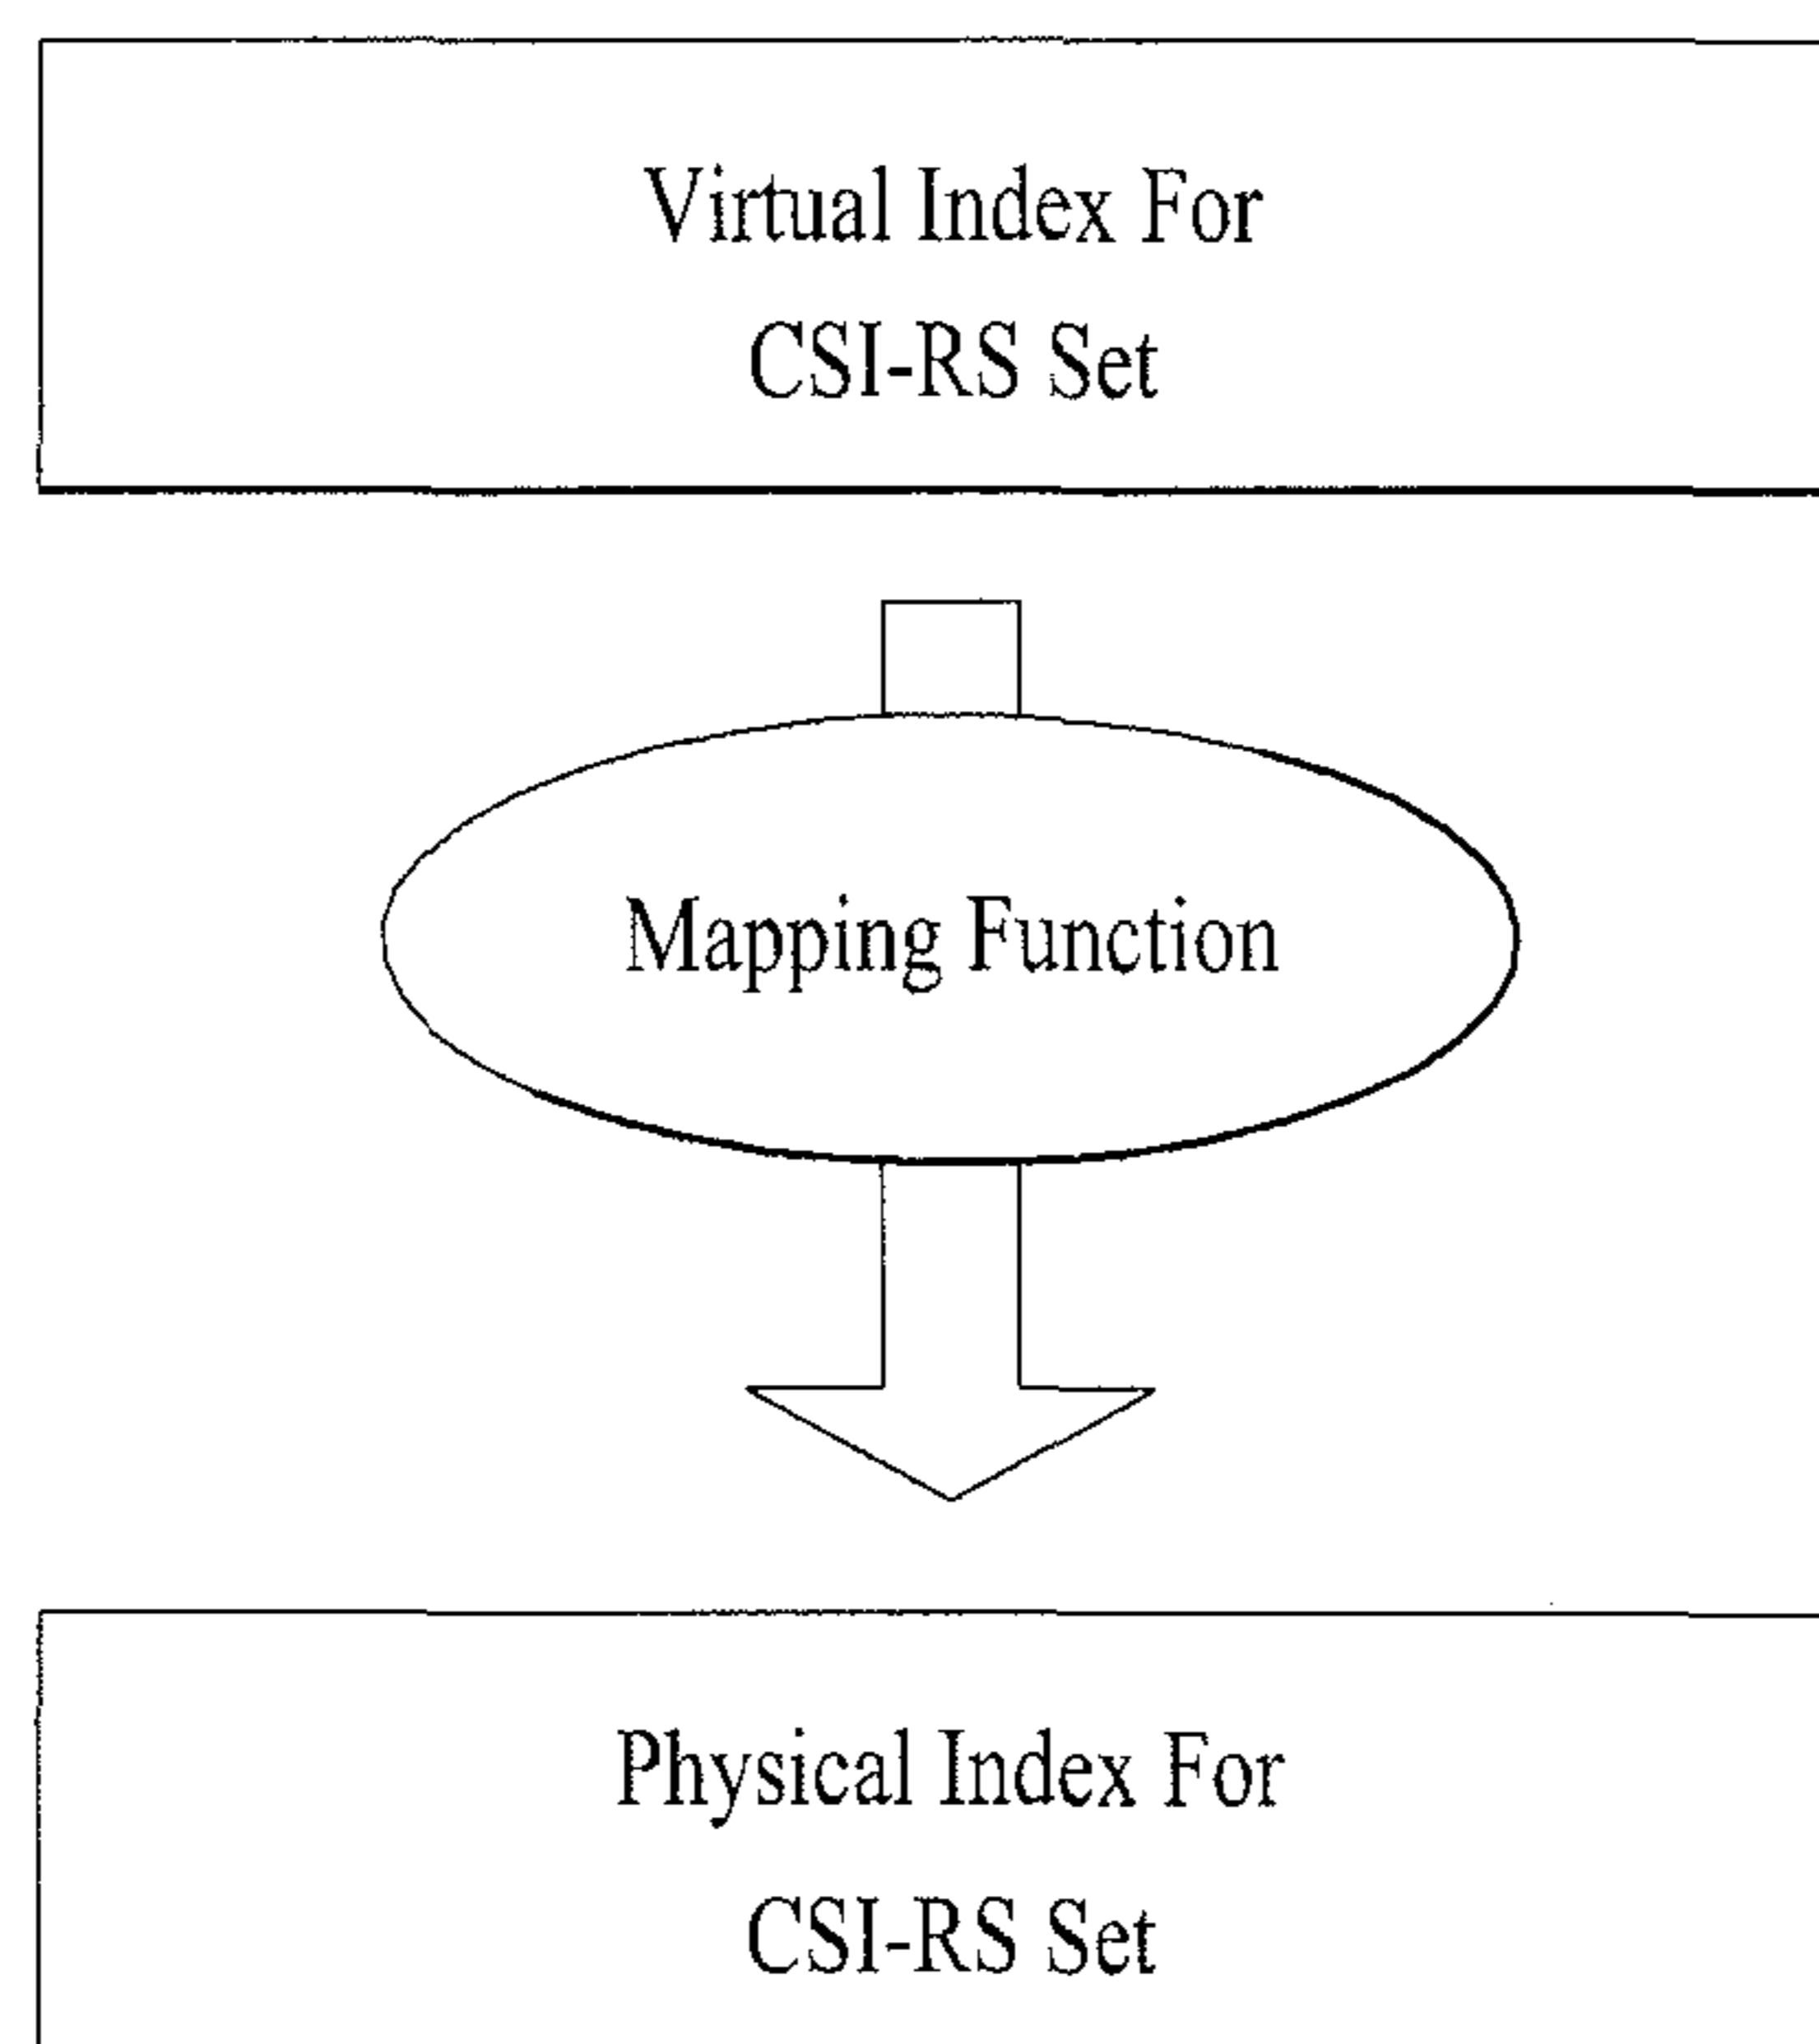 Virtual Index For
CSI-RS Set
Mapping Function
Physical Index For
CSI-RS Set